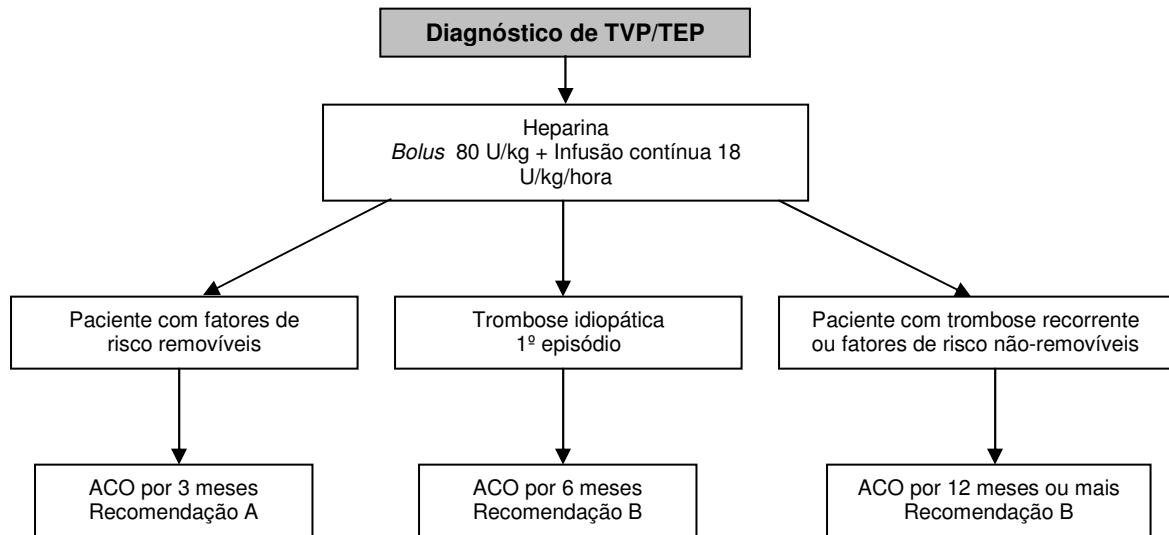 Diagnóstico de TVP/TEP
Heparina
Bolus 80 U/kg + Infusão contínua 18
U/kg/hora
Paciente com fatores de
risco removíveis
Trombose idiopática
1º episódio
Paciente com trombose recorrente
ou fatores de risco não-removíveis
ACO por 3 meses
Recomendação A
ACO por 6 meses
Recomendação B
ACO por 12 meses ou mais
Recomendação B